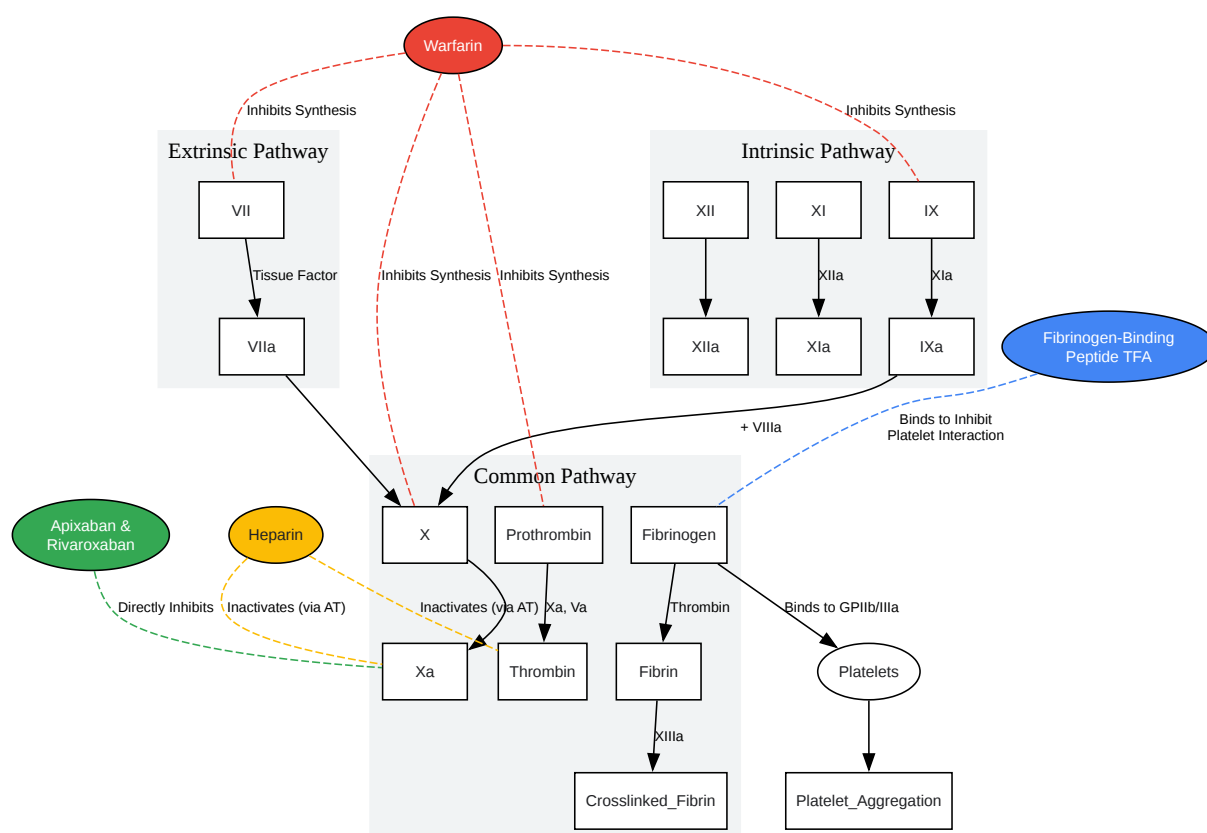 Warfarin
Inhibits Synthesis
Inhibits Synthesis
Extrinsic Pathway
Intrinsic Pathway
VII
XII
XI
IX
Tissue Factor
Inhibits Synthesis
Inhibits Synthesis
XIIa
XIa
VIIa
XIIa
XIa
IXa
Fibrinogen-Binding
Peptide TFA
+ VIIIa
Binds to Inhibit
Platelet Interaction
Common Pathway
Apixaban &
Rivaroxaban
Heparin
X
Prothrombin
Fibrinogen
Directly Inhibits
Inactivates (via AT)
Inactivates (via AT)
Xa, Va
Thrombin
Binds to GPIIb/IIIa
Xa
Thrombin
Fibrin
Platelets
XIIIa
Crosslinked_Fibrin
Platelet_Aggregation